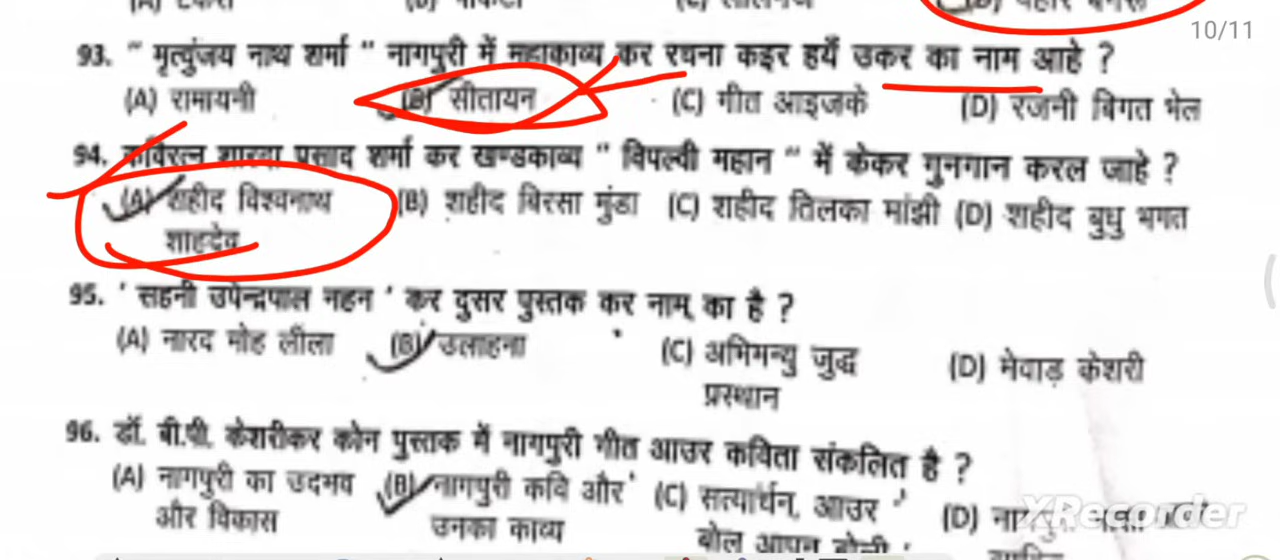 10/11
93. " मृत्युंजय नाथ शर्मा " नागपुरी में महाकाव्य कर रचना कइर हयँ उकर का नाम आहे ?
(A) रामायनी (B) सीतायन (C) गीत आइजके (D) रजनी बिगत भेल
94. कविरत्न शारदा प्रसाद शर्मा कर खण्डकाव्य " विपल्वी महान " में केकर गुनगान करल जाहे ?
(A) शहीद विश्वनाथ (B) शहीद बिरसा मुंडा (C) शहीद तिलका मांझी (D) शहीद बुधु भगत
शाहदेव
95. ' सहनी उपेन्द्रपाल नहन ' कर दुसर पुस्तक कर नाम् का है ?
(A) नारद मोह लीला (B) उलाहना (C) अभिमन्यु जुद्ध (D) मेवाड़ केशरी
प्रस्थान
96. डॉ. बी.पी. केशरीकर कोन पुस्तक में नागपुरी गीत आउर कविता संकलित है ?
(A) नागपुरी का उदभव (B) नागपुरी कवि और (C) सत्यार्चन, आउर (D)
और विकास उनका काव्य बोल आपन बोली
XRecorder